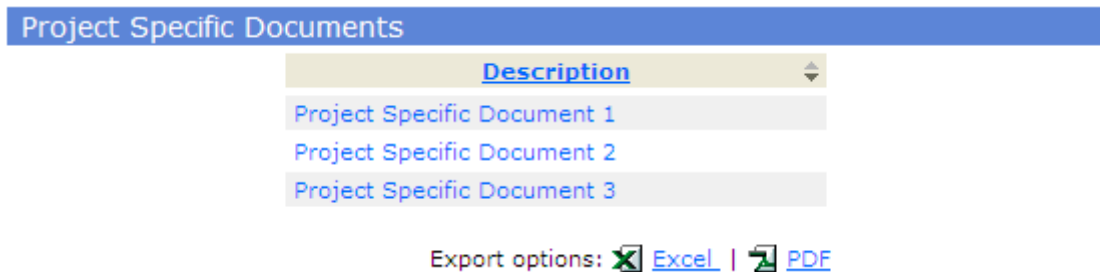 Project Specific Documents
Description
Project Specific Document 1
Project Specific Document 2
Project Specific Document 3
Export options: Excel | PDF